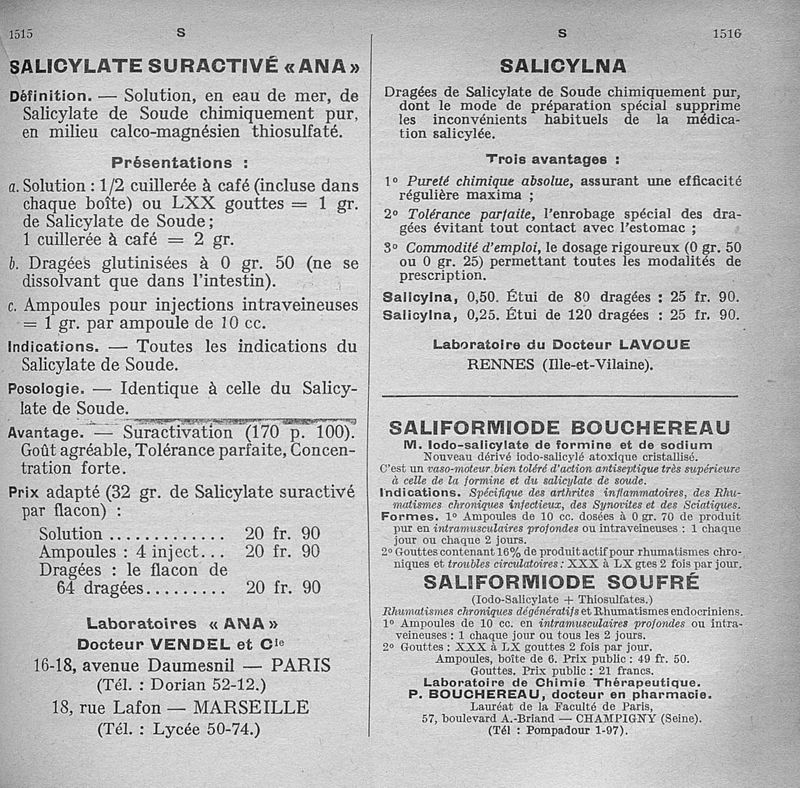 1515
S
SALICYLATE SURACTIVÉ « ANA »
Définition. — Solution, en eau de mer, de
Salicylate de Soude chimiquement pur,
en milieu calco-magnésien thiosulfaté.
Présentations :
a. Solution : 1/2 cuillerée à café (incluse dans
chaque boîte) ou LXX gouttes = 1 gr.
de Salicylate de Soude ;
1 cuillerée à café = 2 gr.
b. Dragées glutinisées à 0 gr. 50 (ne se
dissolvant que dans l'intestin).
c. Ampoules pour injections intraveineuses
= 1 gr. par ampoule de 10 cc.
Indications. — Toutes les indications du
Salicylate de Soude.
Posologie. — Identique à celle du Salicy-
late de Soude.
Avantage. — Suractivation (170 p. 100).
Goût agréable, Tolérance parfaite, Concen-
tration forte.
Prix adapté (32 gr. de Salicylate suractivé
par flacon) :
Solution ............. 20 fr. 90
Ampoules : 4 inject... 20 fr. 90
Dragées : le flacon de
64 dragées......... 20 fr. 90
Laboratoires « ANA »
Docteur VENDEL et Cie
16-18, avenue Daumesnil — PARIS
(Tél. : Dorian 52-12.)
18, rue Lafon — MARSEILLE
(Tél. : Lycée 50-74.)
S
1516
SALICYLNA
Dragées de Salicylate de Soude chimiquement pur,
dont le mode de préparation spécial supprime
les inconvénients habituels de la médica-
tion salicylée.
Trois avantages :
1º Pureté chimique absolue, assurant une efficacité
régulière maxima ;
2º Tolérance parfaite, l'enrobage spécial des dra-
gées évitant tout contact avec l'estomac ;
3º Commodité d'emploi, le dosage rigoureux (0 gr. 50
ou 0 gr. 25) permettant toutes les modalités de
prescription.
Salicylna, 0,50. Étui de 80 dragées : 25 fr. 90.
Salicylna, 0,25. Étui de 120 dragées : 25 fr. 90.
Laboratoire du Docteur LAVOUE
RENNES (Ille-et-Vilaine).
SALIFORMIODE BOUCHEREAU
M. Iodo-salicylate de formine et de sodium
Nouveau dérivé iodo-salicylé atoxique cristallisé.
C'est un vaso-moteur bien toléré d'action antiseptique très supérieure
à celle de la formine et du salicylate de soude.
Indications. Spécifique des arthrites inflammatoires, des Rhu-
matismes chroniques infectieux, des Synovites et des Sciatiques.
Formes. 1º Ampoules de 10 cc. dosées à 0 gr. 70 de produit
pur en intramusculaires profondes ou intraveineuses : 1 chaque
jour ou chaque 2 jours.
2º Gouttes contenant 16% de produit actif pour rhumatismes chro-
niques et troubles circulatoires : XXX à LX gtes 2 fois par jour.
SALIFORMIODE SOUFRÉ
(Iodo-Salicylate + Thiosulfates.)
Rhumatismes chroniques dégénératifs et Rhumatismes endocriniens.
1º Ampoules de 10 cc. en intramusculaires profondes ou intra-
veineuses : 1 chaque jour ou tous les 2 jours.
2º Gouttes : XXX à LX gouttes 2 fois par jour.
Ampoules, boîte de 6. Prix public : 49 fr. 50.
Gouttes. Prix public : 21 francs.
Laboratoire de Chimie Thérapeutique.
P. BOUCHEREAU, docteur en pharmacie.
Lauréat de la Faculté de Paris,
57, boulevard A.-Briand — CHAMPIGNY (Seine).
(Tél : Pompadour 1-97).